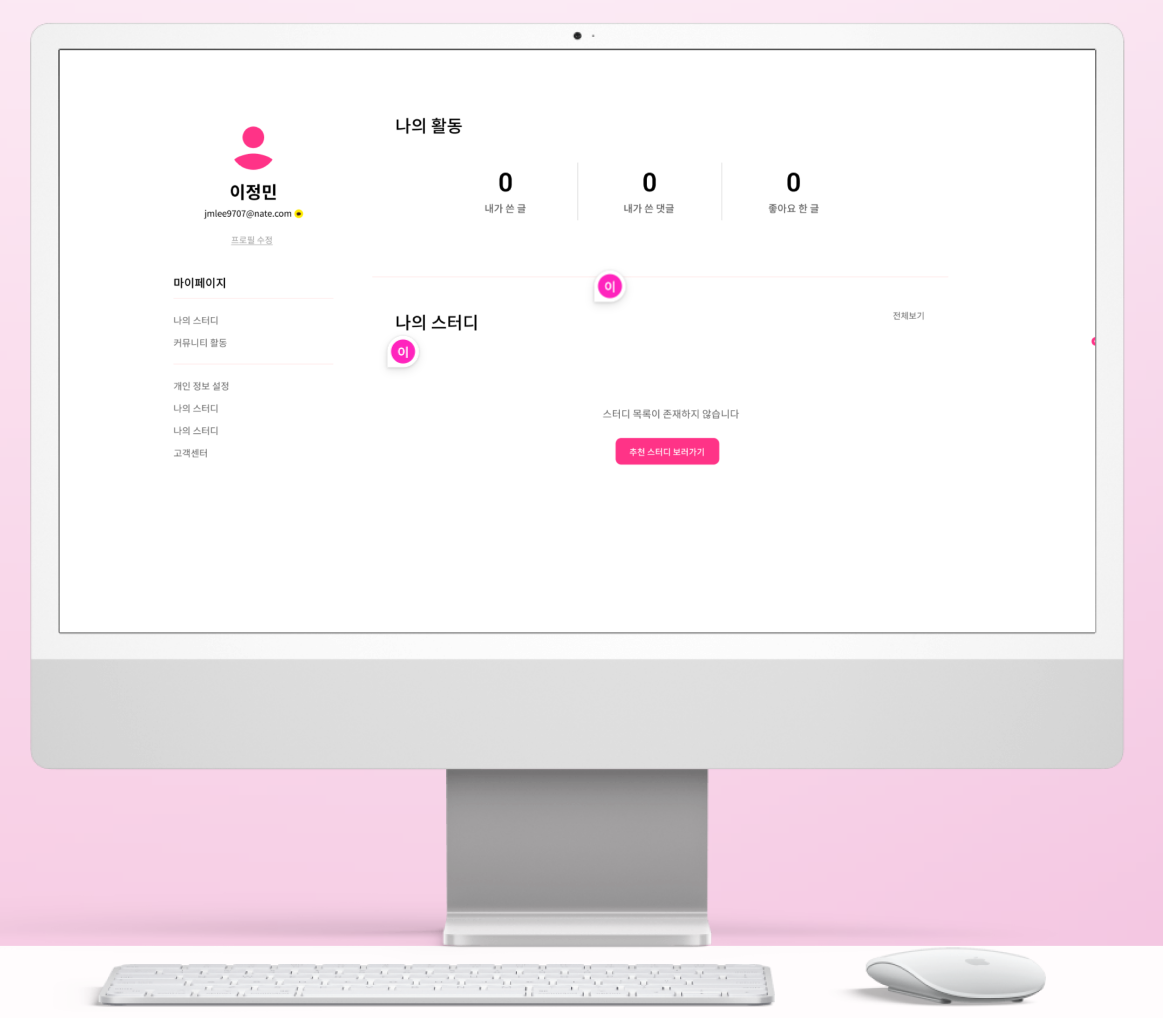 이정민
jmlee9707@nate.com
프로필 수정
마이페이지
나의 스터디
커뮤니티 활동
개인 정보 설정
나의 스터디
나의 스터디
고객센터
나의 활동
0
내가 쓴 글
0
내가 쓴 댓글
0
좋아요 한 글
이
나의 스터디
전체보기
이
스터디 목록이 존재하지 않습니다
추천 스터디 보러가기